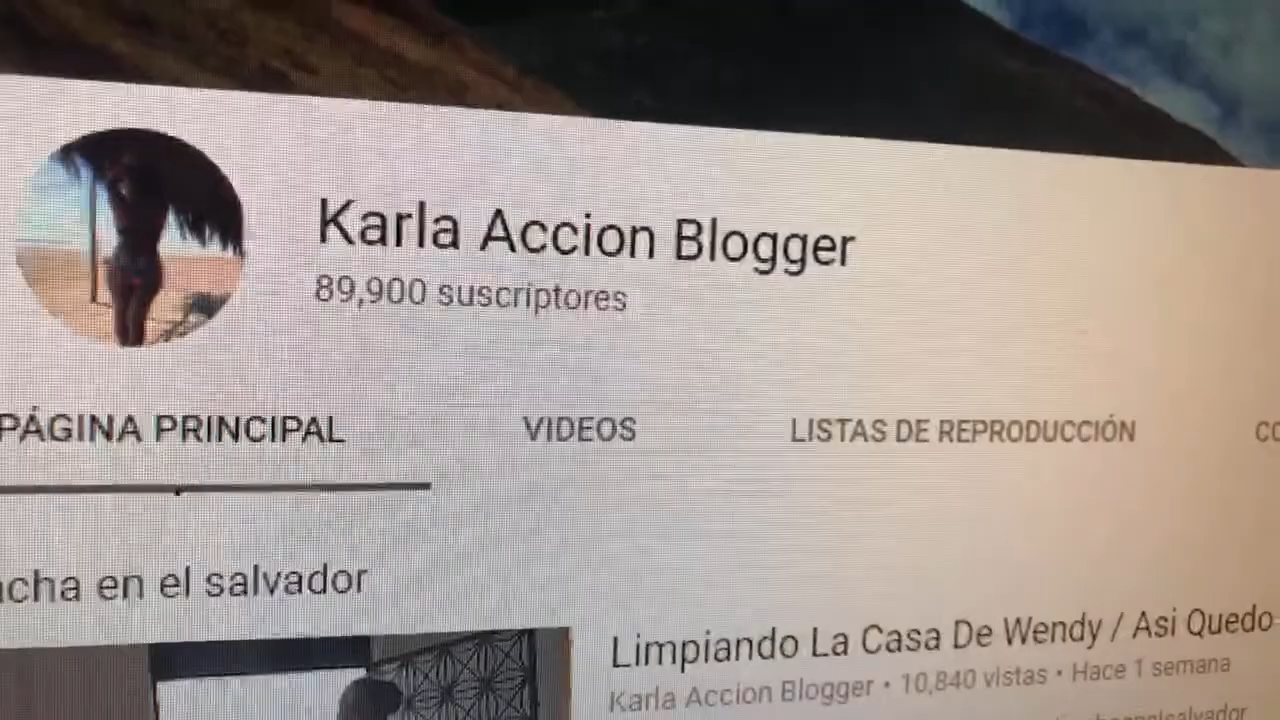 Karla Accion Blogger
89,900 suscriptores
PÁGINA PRINCIPAL VIDEOS LISTAS DE REPRODUCCIÓN
en el salvador
Limpiando La Casa De Wendy / Asi Quedo
Karla Accion Blogger • 10,840 vistas • Hace 1 semana